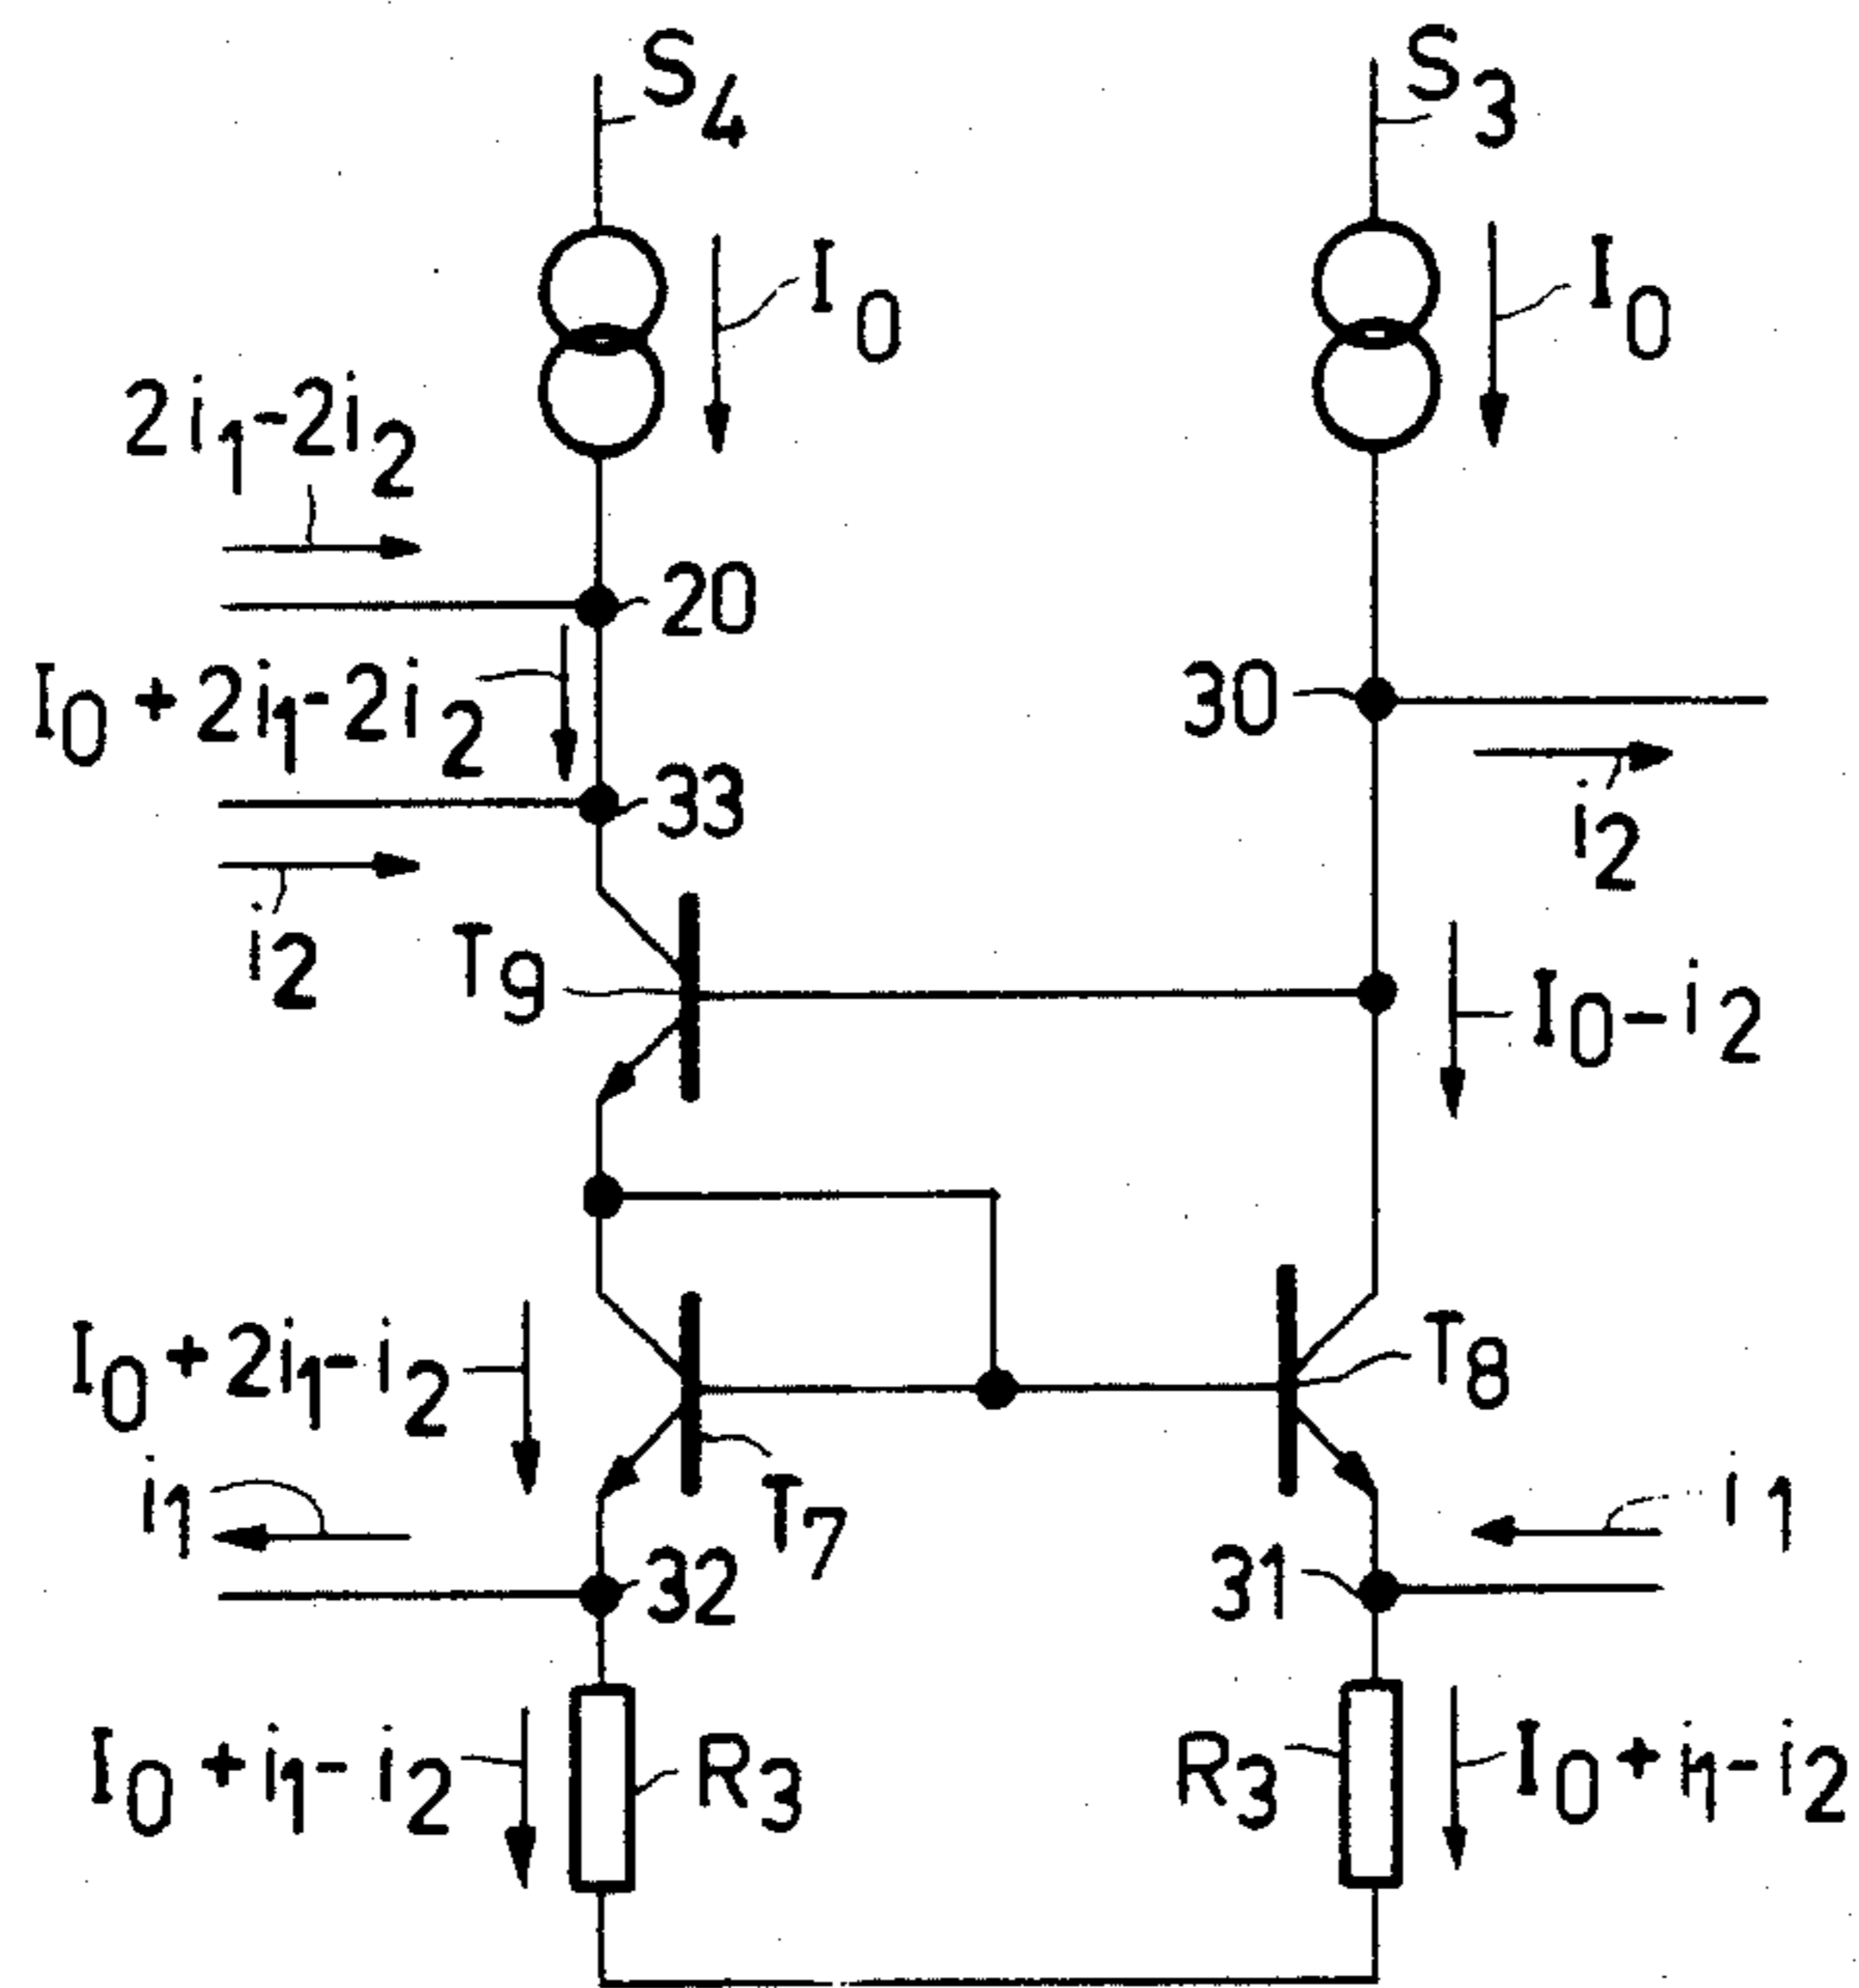 S4
S3
I0
I0
2i1-2i2
20
I0+2i1-2i2
30
33
i2
i2
T9
I0-i2
I0+2i1-i2
T8
i1
T7
i1
32
31
I0+i1-i2
R3
R3
I0+i1-i2